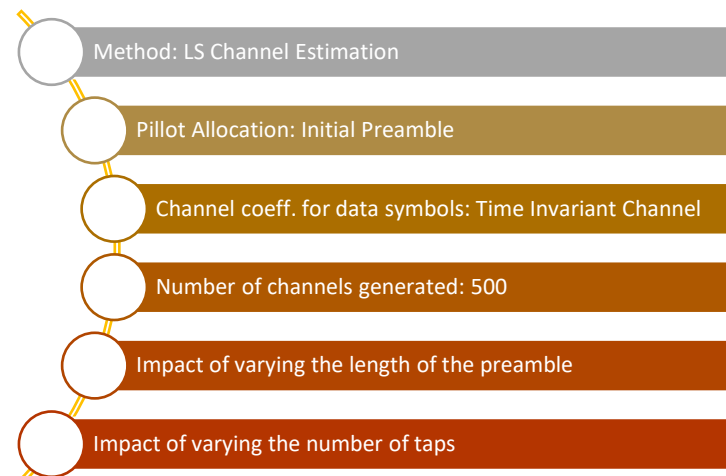 Method: LS Channel Estimation
Pillot Allocation: Initial Preamble
Channel coeff. for data symbols: Time Invariant Channel
Number of channels generated: 500
Impact of varying the length of the preamble
Impact of varying the number of taps